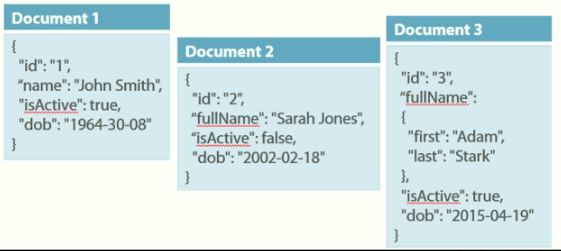 Document 1
{
"id": "1",
“name": "John Smith",
"isActive": true,
"dob": "1964-30-08"
}
Document 2
{
"id": "2",
“fullName": "Sarah Jones",
“isActive": false,
"dob": "2002-02-18"
}
Document 3
{
"id": "3",
“fullName":
{
"first": "Adam",
"last": "Stark"
},
"isActive": true,
"dob": "2015-04-19"
}